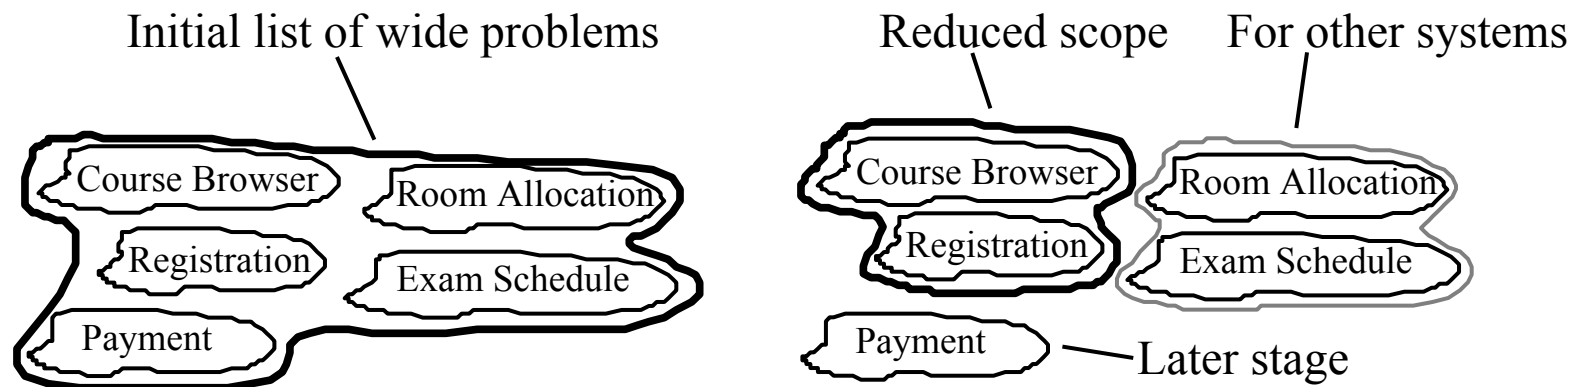 Initial list of wide problems
Course Browser
Room Allocation
Registration
Exam Schedule
Payment
Reduced scope
For other systems
Course Browser
Room Allocation
Registration
Exam Schedule
Payment
Later stage